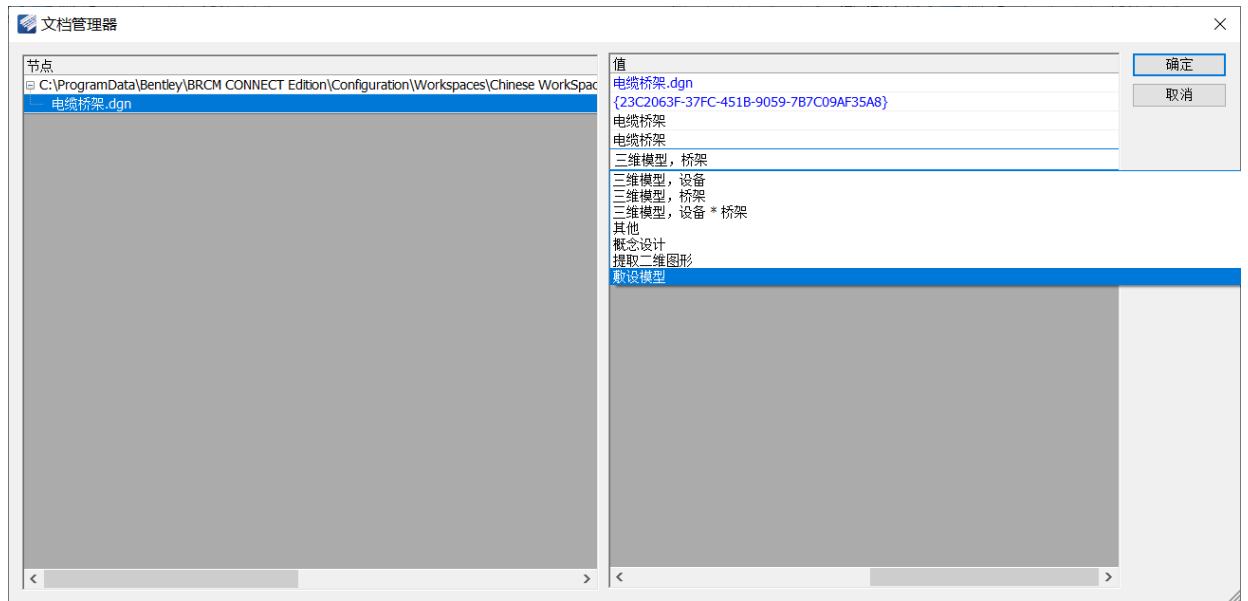 文档管理器
节点
C:\ProgramData\Bentley\BRCM CONNECT Edition\Configuration\Workspaces\Chinese WorkSpac
电缆桥架.dgn
值
电缆桥架.dgn
{23C2063F-37FC-451B-9059-7B7C09AF35A8}
电缆桥架
电缆桥架
三维模型，桥架
三维模型，设备
三维模型，桥架
三维模型，设备 * 桥架
其他
概念设计
提取二维图形
敷设模型
确定
取消